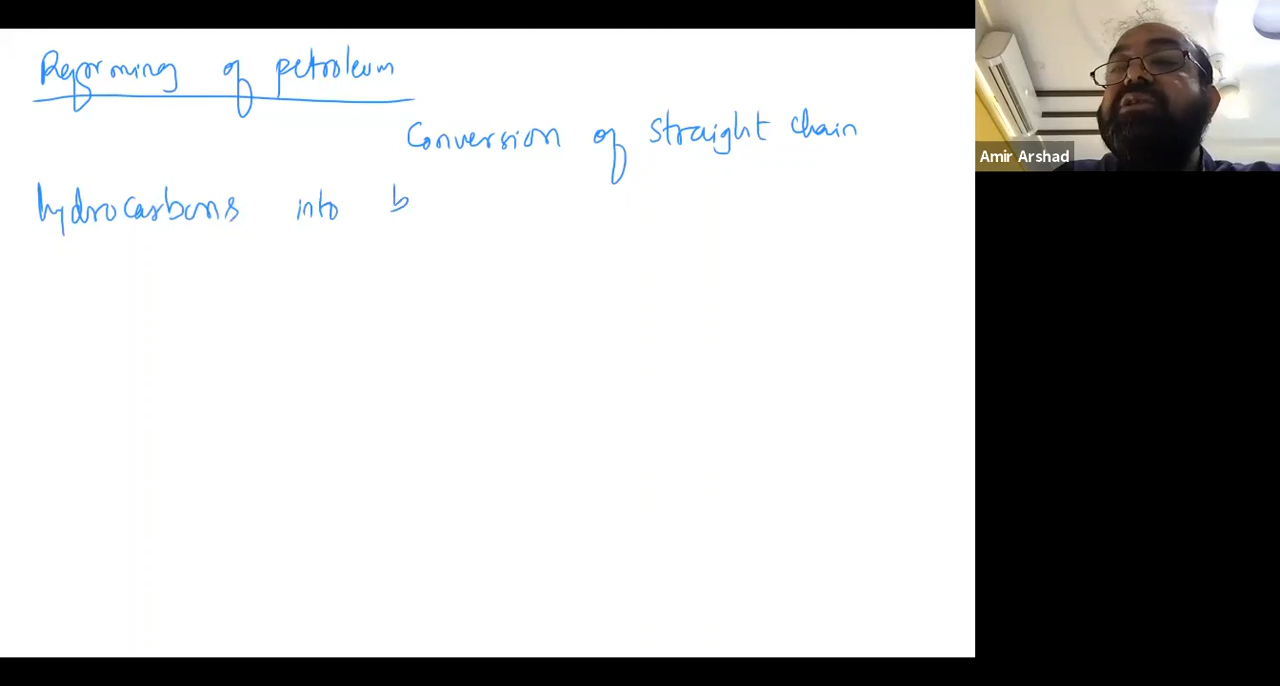 Reforming of petroleum
Conversion of straight chain
hydrocarbons into b
Amir Arshad